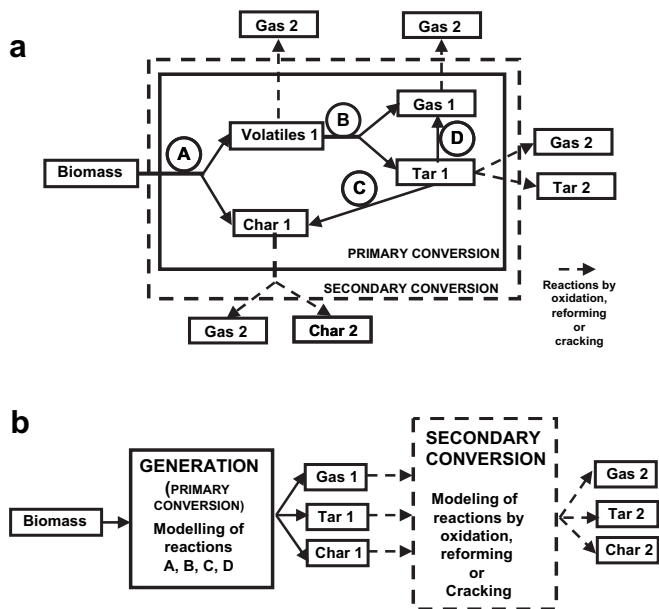 a
Gas 2
Gas 2
Biomass
A
Volatiles 1
B
Gas 1
D
Tar 1
C
Char 1
Gas 2
Tar 2
PRIMARY CONVERSION
SECONDARY CONVERSION
Gas 2
Char 2
Reactions by
oxidation,
reforming
or
cracking
b
Biomass
GENERATION
(PRIMARY
CONVERSION)
Modelling of
reactions
A, B, C, D
Gas 1
Tar 1
Char 1
SECONDARY
CONVERSION
Modeling of
reactions by
oxidation,
reforming
or
Cracking
Gas 2
Tar 2
Char 2